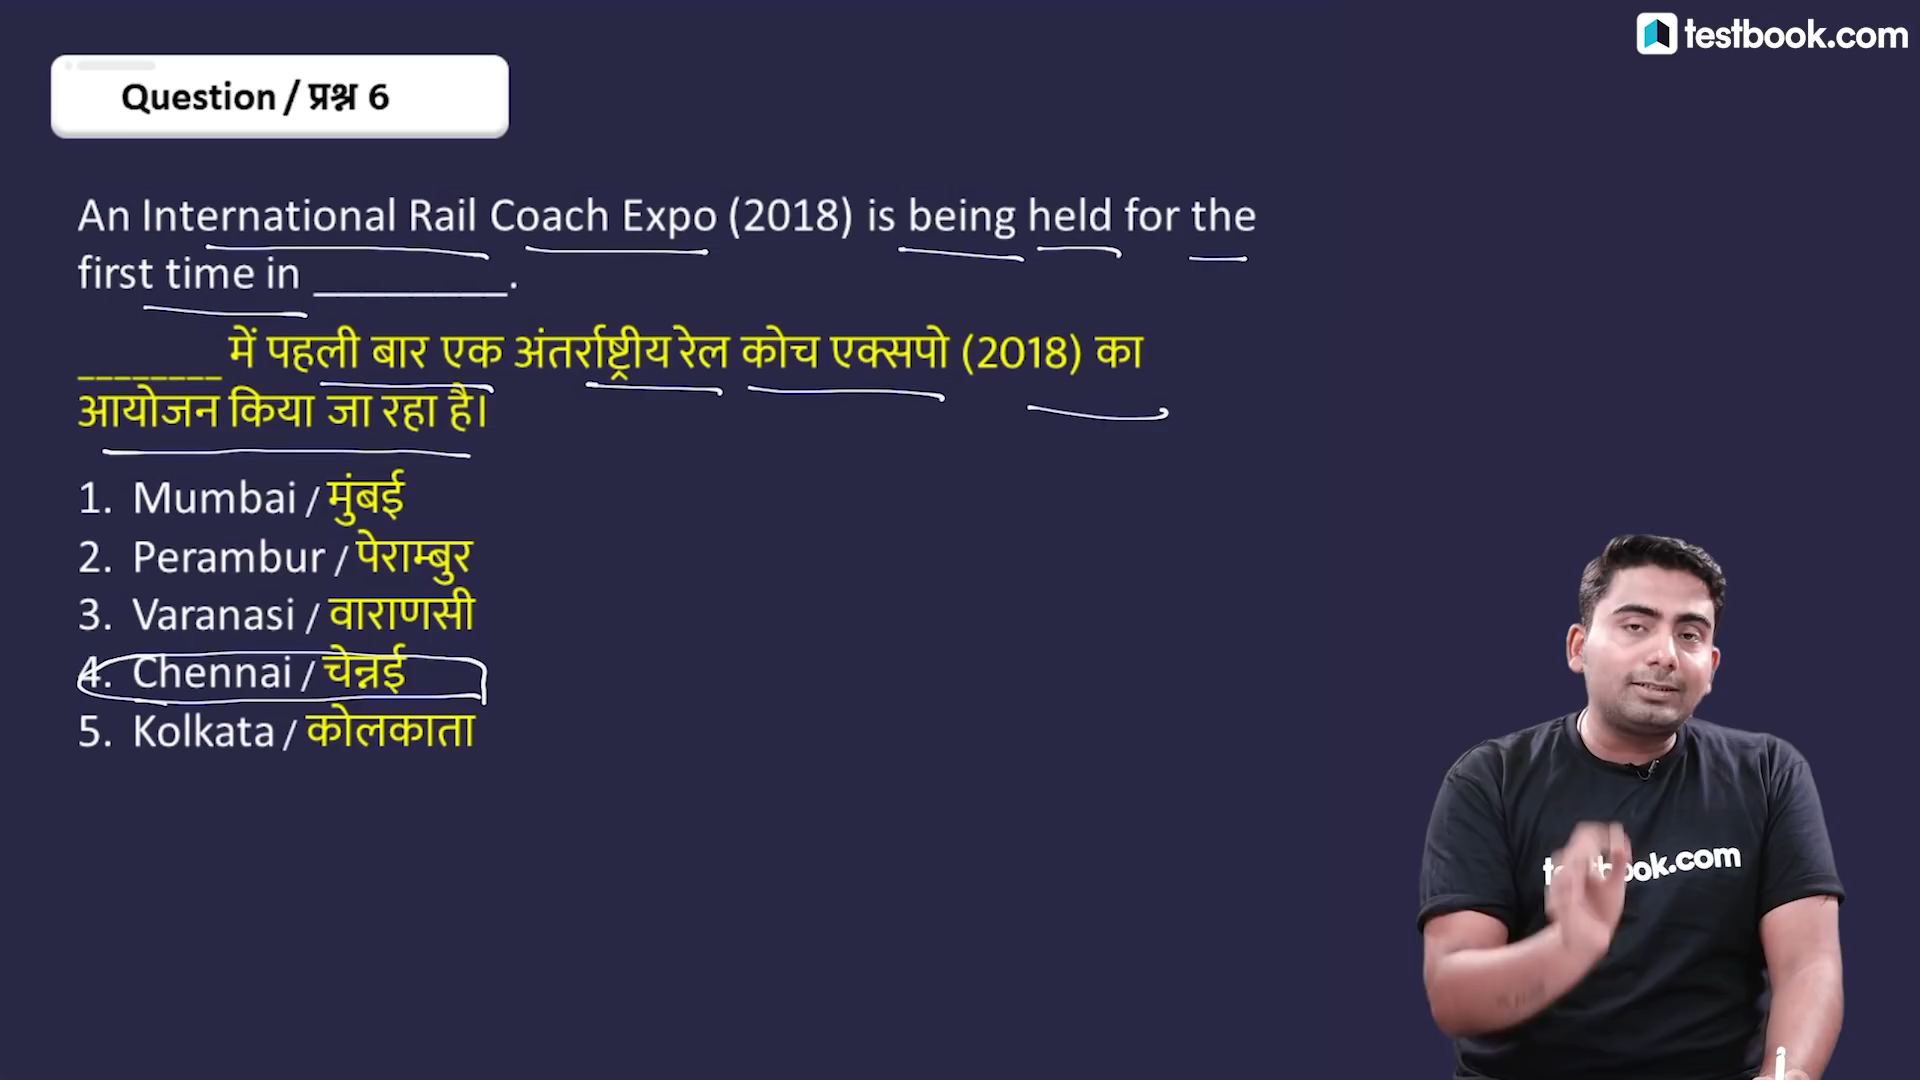 testbook.com
Question / प्रश्न 6
An International Rail Coach Expo (2018) is being held for the
first time in _________.
________ में पहली बार एक अंतर्राष्ट्रीय रेल कोच एक्सपो (2018) का
आयोजन किया जा रहा है।
1. Mumbai / मुंबई
2. Perambur / पेराम्बुर
3. Varanasi / वाराणसी
4. Chennai / चेन्नई
5. Kolkata / कोलकाता